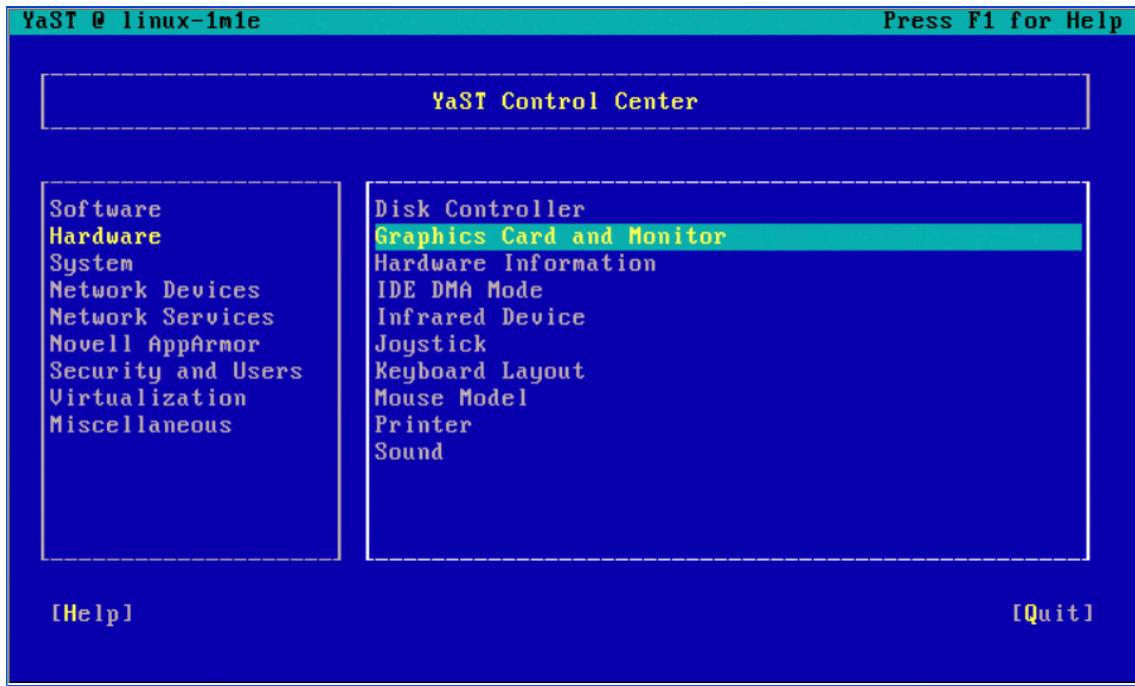 YaST @ linux-1m1e Press F1 for Help
YaST Control Center
Software
Hardware
System
Network Devices
Network Services
Novell AppArmor
Security and Users
Virtualization
Miscellaneous
Disk Controller
Graphics Card and Monitor
Hardware Information
IDE DMA Mode
Infrared Device
Joystick
Keyboard Layout
Mouse Model
Printer
Sound
[Help] [Quit]